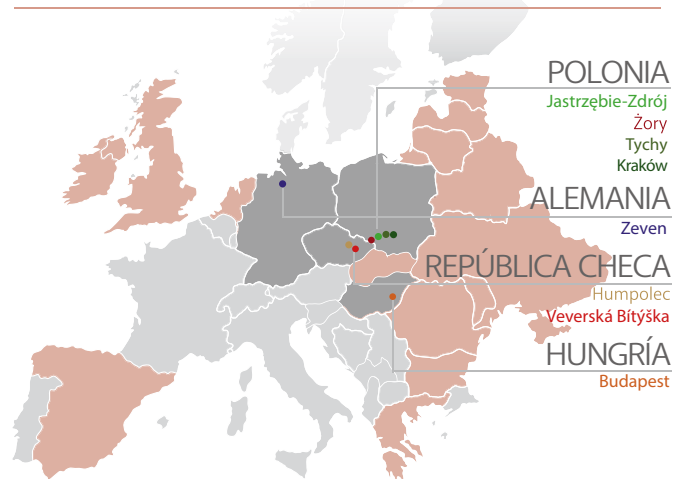 POLONIA
Jastrzębie-Zdrój
Żory
Tychy
Kraków
ALEMANIA
Zeven
REPÚBLICA CHECA
Humpolec
Veverská Bítýška
HUNGRÍA
Budapest